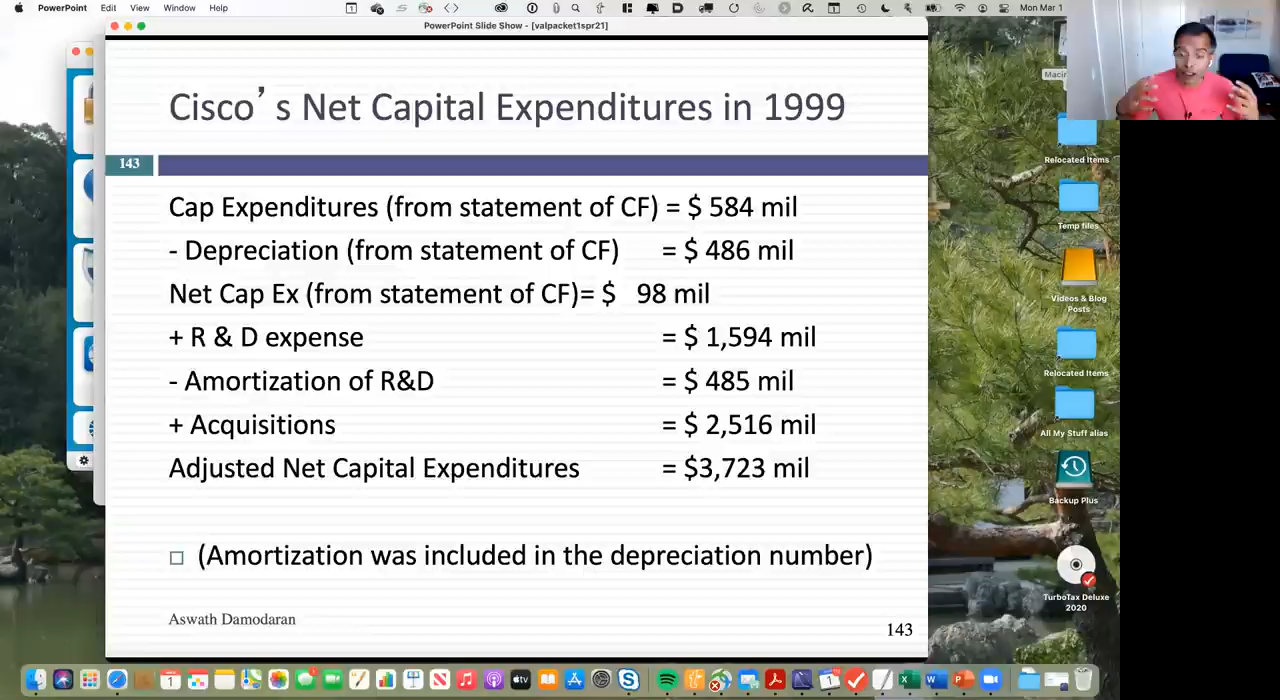 PowerPoint Edit View Window Help
Mon Mar 1
PowerPoint Slide Show - [valpacket1spr21]
Cisco’s Net Capital Expenditures in 1999
143
Cap Expenditures (from statement of CF) = $ 584 mil
- Depreciation (from statement of CF) = $ 486 mil
Net Cap Ex (from statement of CF)= $ 98 mil
+ R & D expense = $ 1,594 mil
- Amortization of R&D = $ 485 mil
+ Acquisitions = $ 2,516 mil
Adjusted Net Capital Expenditures = $3,723 mil
(Amortization was included in the depreciation number)
Aswath Damodaran
143
Relocated Items
Temp files
Videos & Blog
Posts
Relocated Items
All My Stuff alias
Backup Plus
TurboTax Deluxe
2020